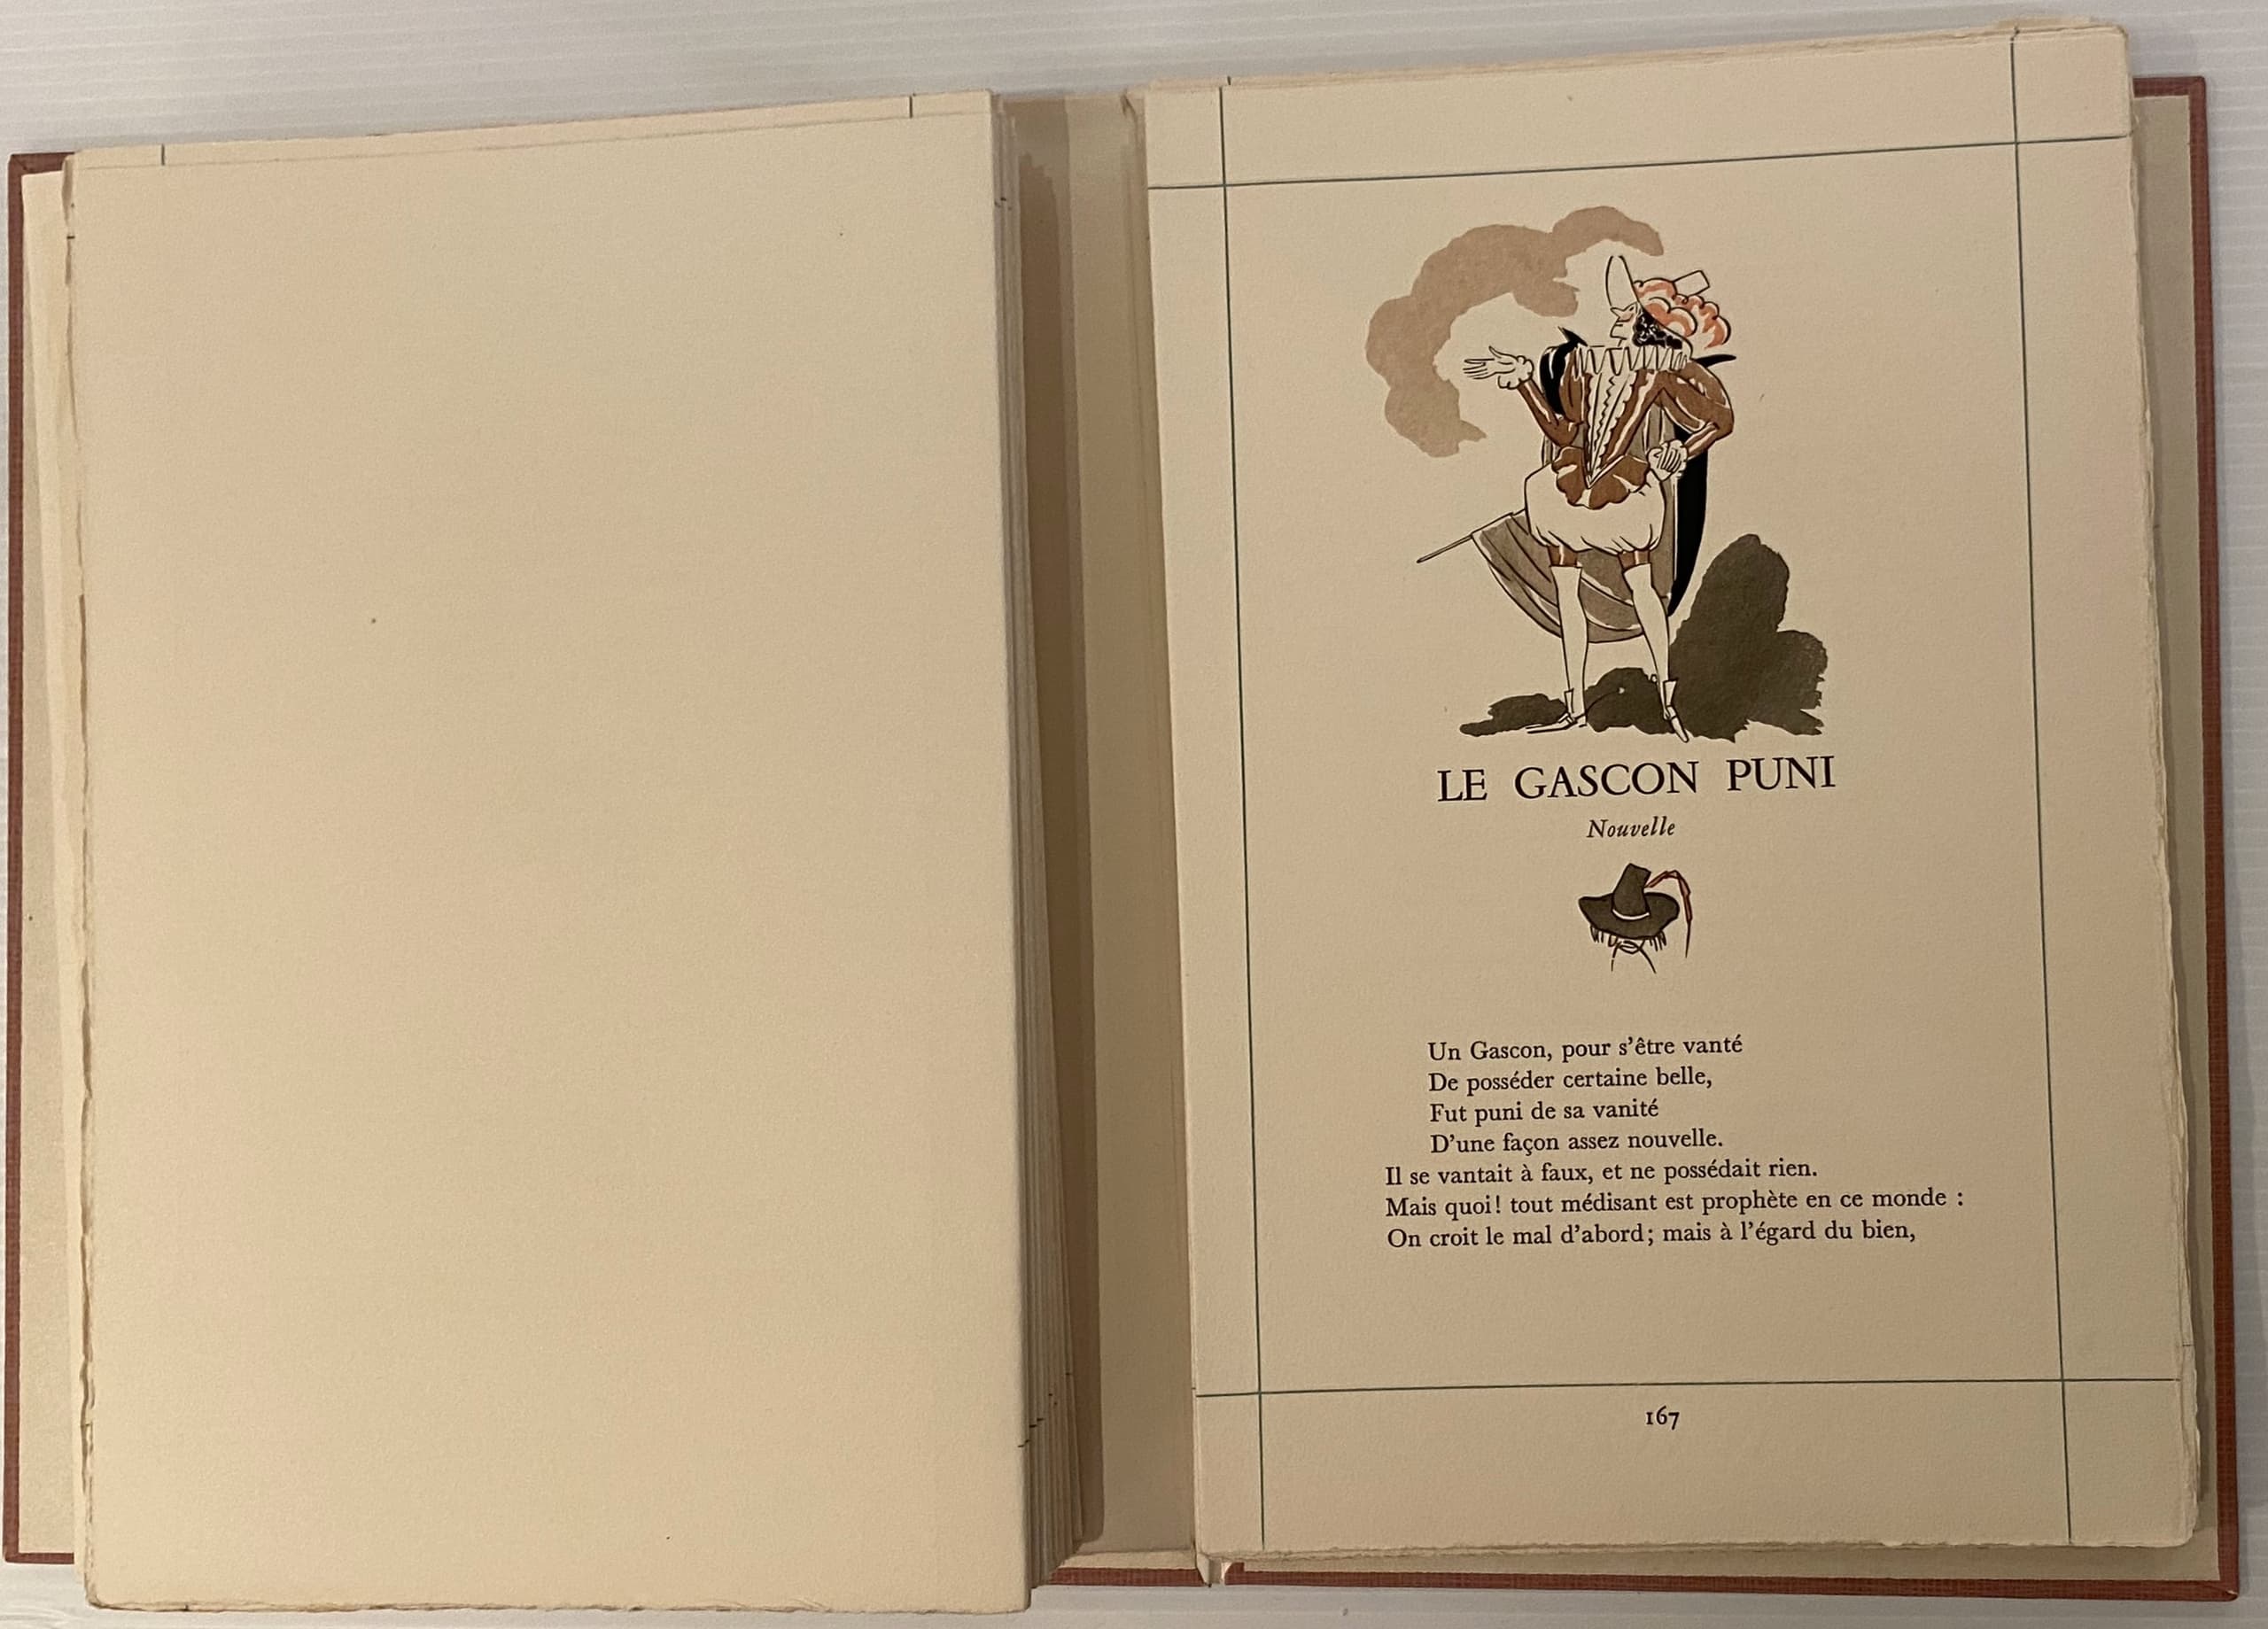 LE GASCON PUNI
Nouvelle
Un Gascon, pour s'être vanté
De posséder certaine belle,
Fut puni de sa vanité
D'une façon assez nouvelle.
Il se vantait à faux, et ne possédait rien.
Mais quoi! tout médisant est prophète en ce monde :
On croit le mal d'abord; mais à l'égard du bien,
167